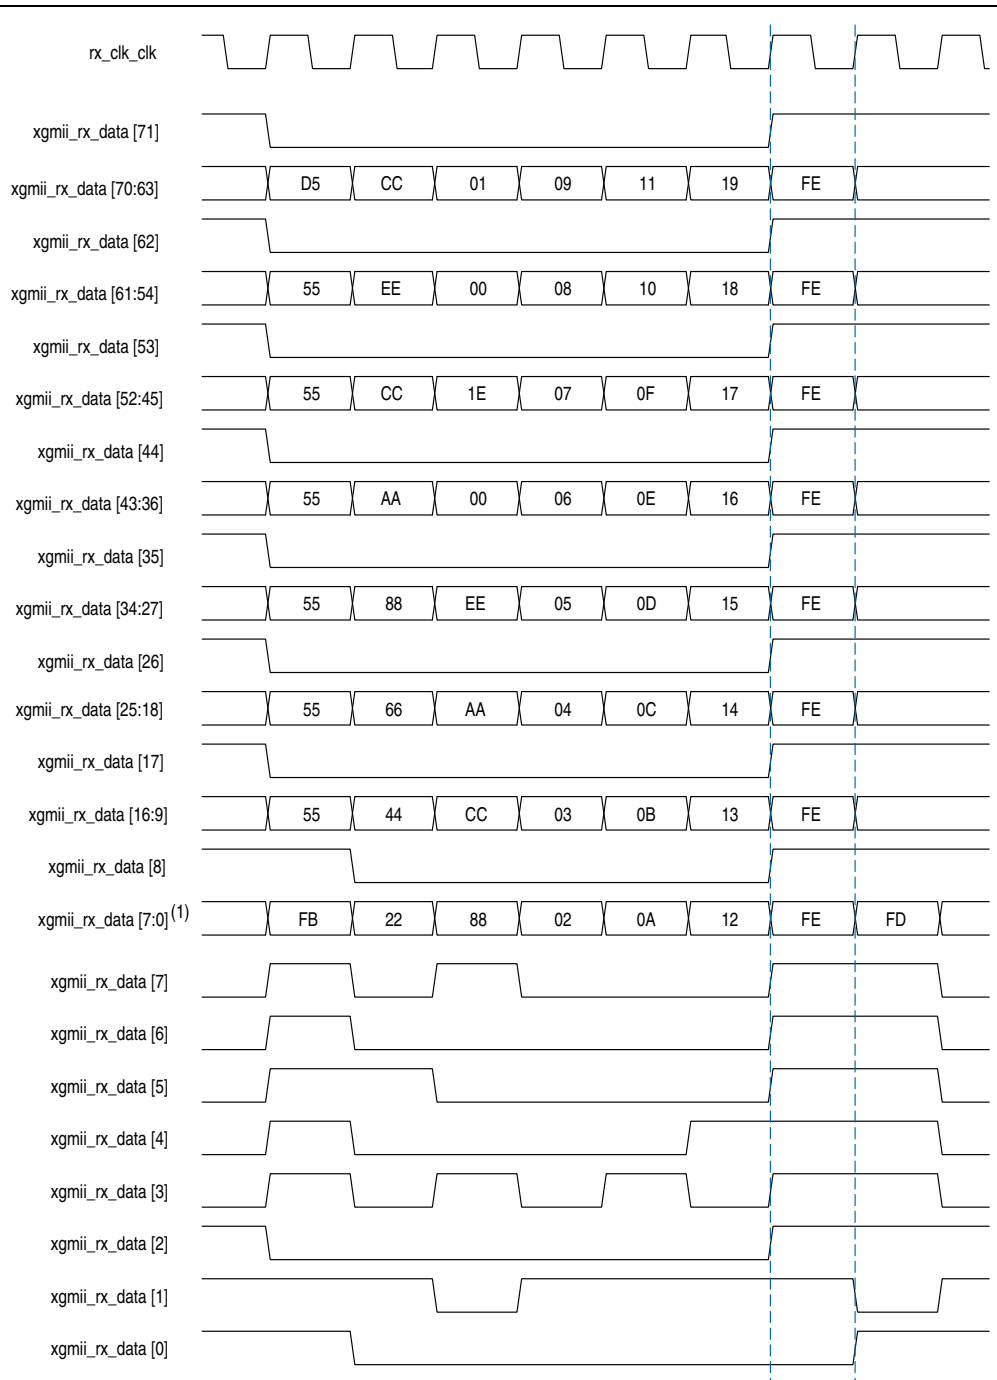 rx_clk_clk
xgmii_rx_data [71]
xgmii_rx_data [70:63] D5 CC 01 09 11 19 FE
xgmii_rx_data [62]
xgmii_rx_data [61:54] 55 EE 00 08 10 18 FE
xgmii_rx_data [53]
xgmii_rx_data [52:45] 55 CC 1E 07 0F 17 FE
xgmii_rx_data [44]
xgmii_rx_data [43:36] 55 AA 00 06 0E 16 FE
xgmii_rx_data [35]
xgmii_rx_data [34:27] 55 88 EE 05 0D 15 FE
xgmii_rx_data [26]
xgmii_rx_data [25:18] 55 66 AA 04 0C 14 FE
xgmii_rx_data [17]
xgmii_rx_data [16:9] 55 44 CC 03 0B 13 FE
xgmii_rx_data [8]
xgmii_rx_data [7:0] (1) FB 22 88 02 0A 12 FE FD
xgmii_rx_data [7]
xgmii_rx_data [6]
xgmii_rx_data [5]
xgmii_rx_data [4]
xgmii_rx_data [3]
xgmii_rx_data [2]
xgmii_rx_data [1]
xgmii_rx_data [0]